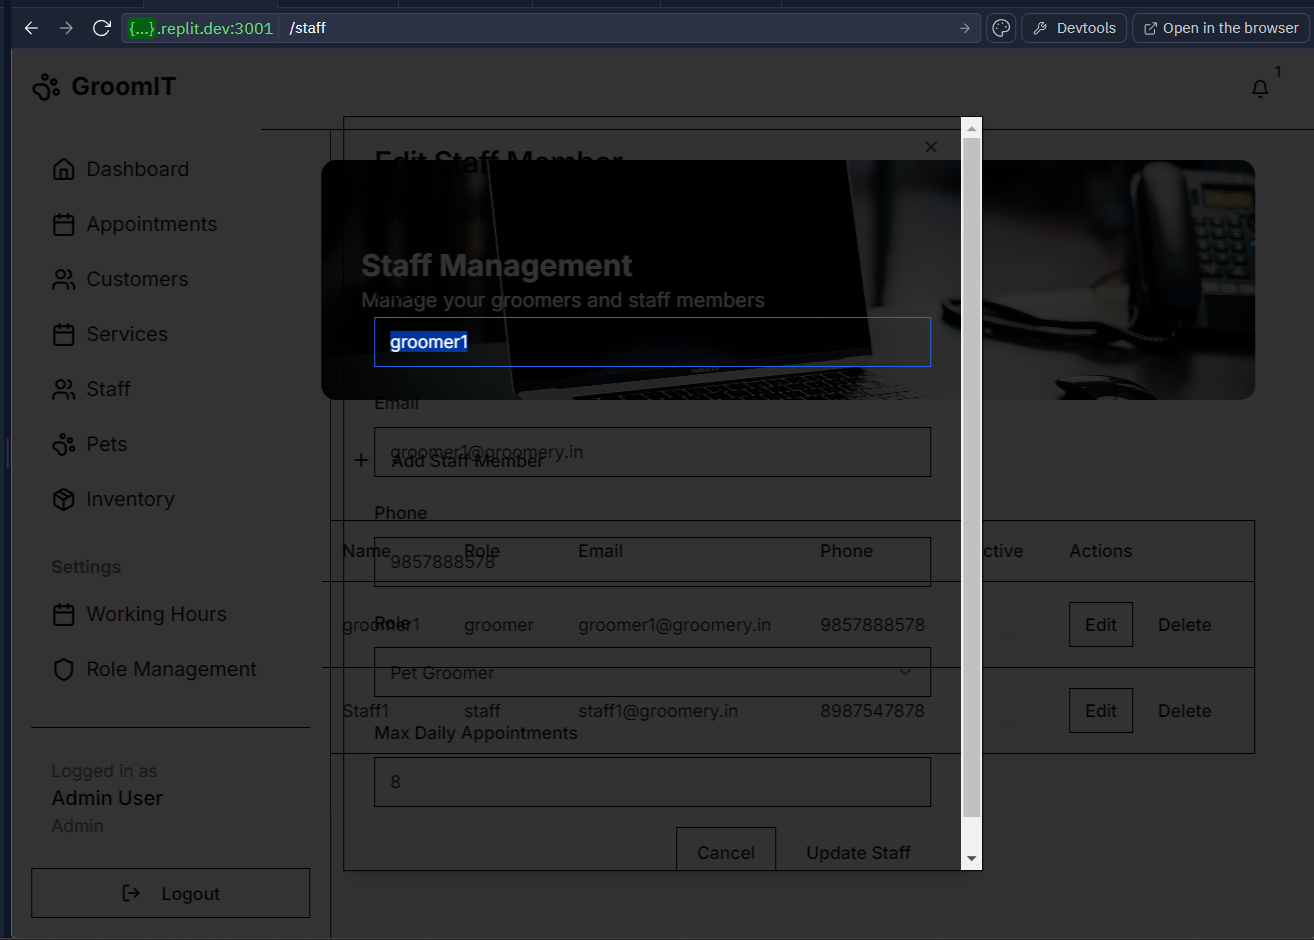 {...}.replit.dev:3001 /staff
Devtools
Open in the browser
GroomIT
1
Dashboard
Appointments
Customers
Services
Staff
Pets
Inventory
Settings
Working Hours
Role Management
Logged in as
Admin User
Admin
Logout
Edit Staff Member
Staff Management
Manage your groomers and staff members
groomer1
Email
groomer1@groomery.in
Add Staff Member
Phone
9857888578
Name Role Email Phone ctive Actions
groomer1 groomer groomer1@groomery.in 9857888578 Edit Delete
Role
Pet Groomer
Staff1 staff staff1@groomery.in 8987547878 Edit Delete
Max Daily Appointments
8
Cancel
Update Staff